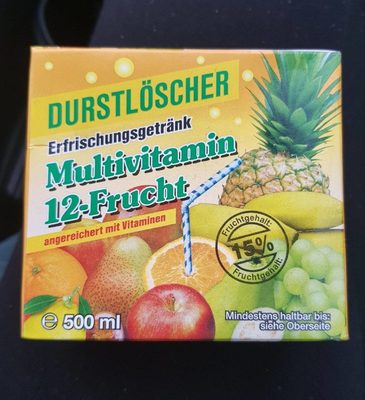 DURSTLÖSCHER
Erfrischungsgetränk
Multivitamin
12-Frucht
angereichert mit Vitaminen
Fruchtgehalt:
15%
Fruchtgehalt:
℮ 500 ml
Mindestens haltbar bis:
siehe Oberseite